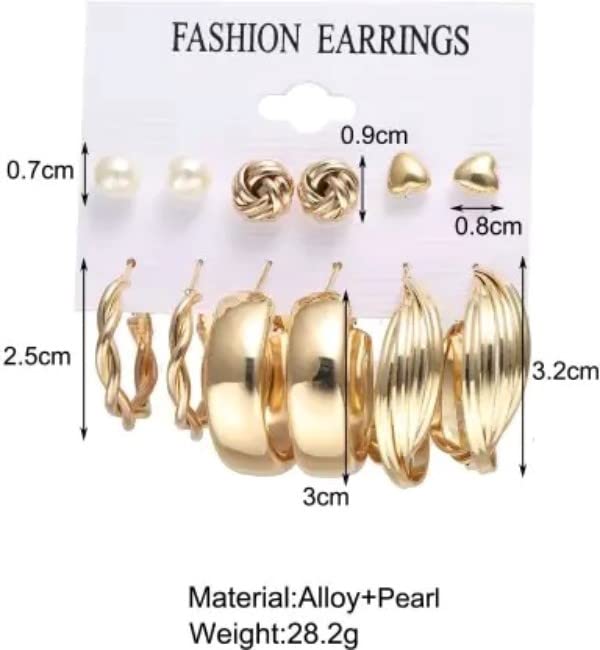 FASHION EARRINGS
0.9cm
0.7cm
0.8cm
2.5cm
3.2cm
3cm
Material:Alloy+Pearl
Weight:28.2g